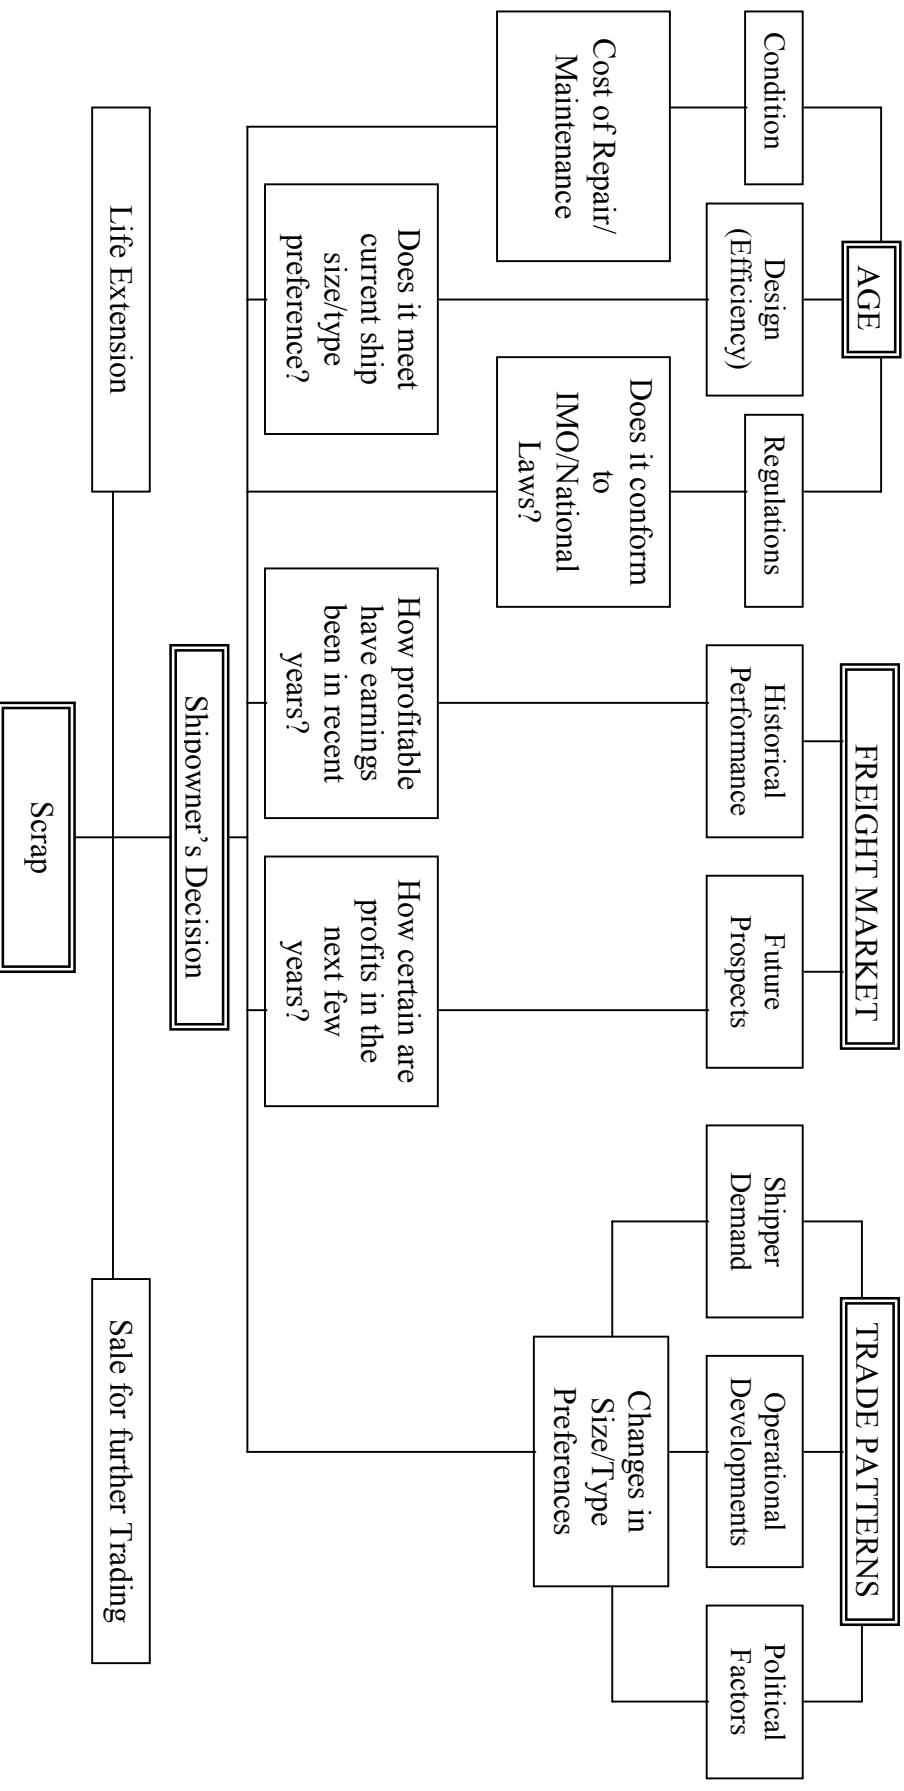 AGE
FREIGHT MARKET
TRADE PATTERNS
Condition
Design
(Efficiency)
Regulations
Historical
Performance
Future
Prospects
Shipper
Demand
Operational
Developments
Political
Factors
Cost of Repair/
Maintenance
Does it conform
to
IMO/National
Laws?
Changes in
Size/Type
Preferences
Does it meet
current ship
size/type
preference?
How profitable
have earnings
been in recent
years?
How certain are
profits in the
next few
years?
Shipowner's Decision
Life Extension
Sale for further Trading
Scrap